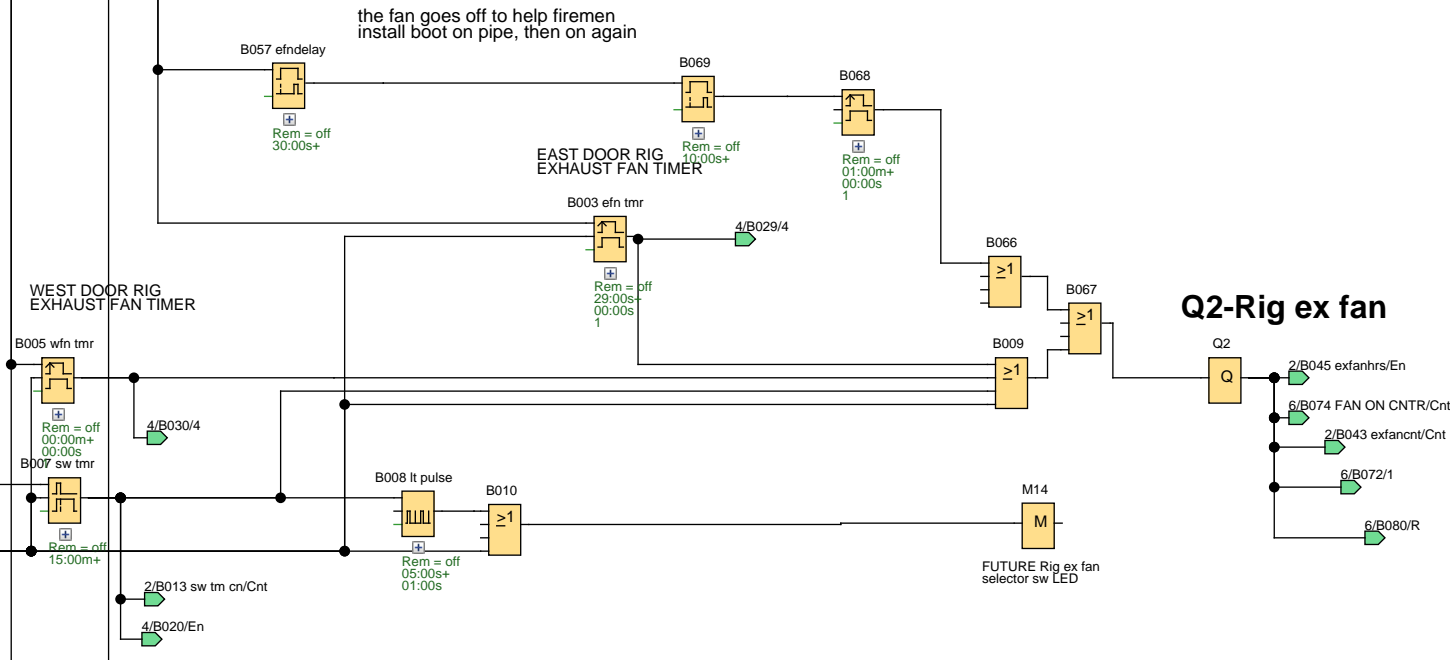 the fan goes off to help firemen
install boot on pipe, then on again
B057 efndelay
Rem = off
30:00s+
B069
Rem = off
10:00s+
B068
Rem = off
01:00m+
00:00s
1
EAST DOOR RIG
EXHAUST FAN TIMER
B003 efn tmr
Rem = off
29:00s+
00:00s
1
4/B029/4
B066
≥1
B067
≥1
Q2-Rig ex fan
WEST DOOR RIG
EXHAUST FAN TIMER
B005 wfn tmr
Rem = off
00:00m+
00:00s
4/B030/4
B009
≥1
Q2
Q
2/B045 exfanhrs/En
6/B074 FAN ON CNTR/Cnt
2/B043 exfancnt/Cnt
6/B072/1
6/B080/R
B007 sw tmr
Rem = off
15:00m+
B008 lt pulse
Rem = off
05:00s+
01:00s
B010
≥1
M14
M
FUTURE Rig ex fan
selector sw LED
2/B013 sw tm cn/Cnt
4/B020/En